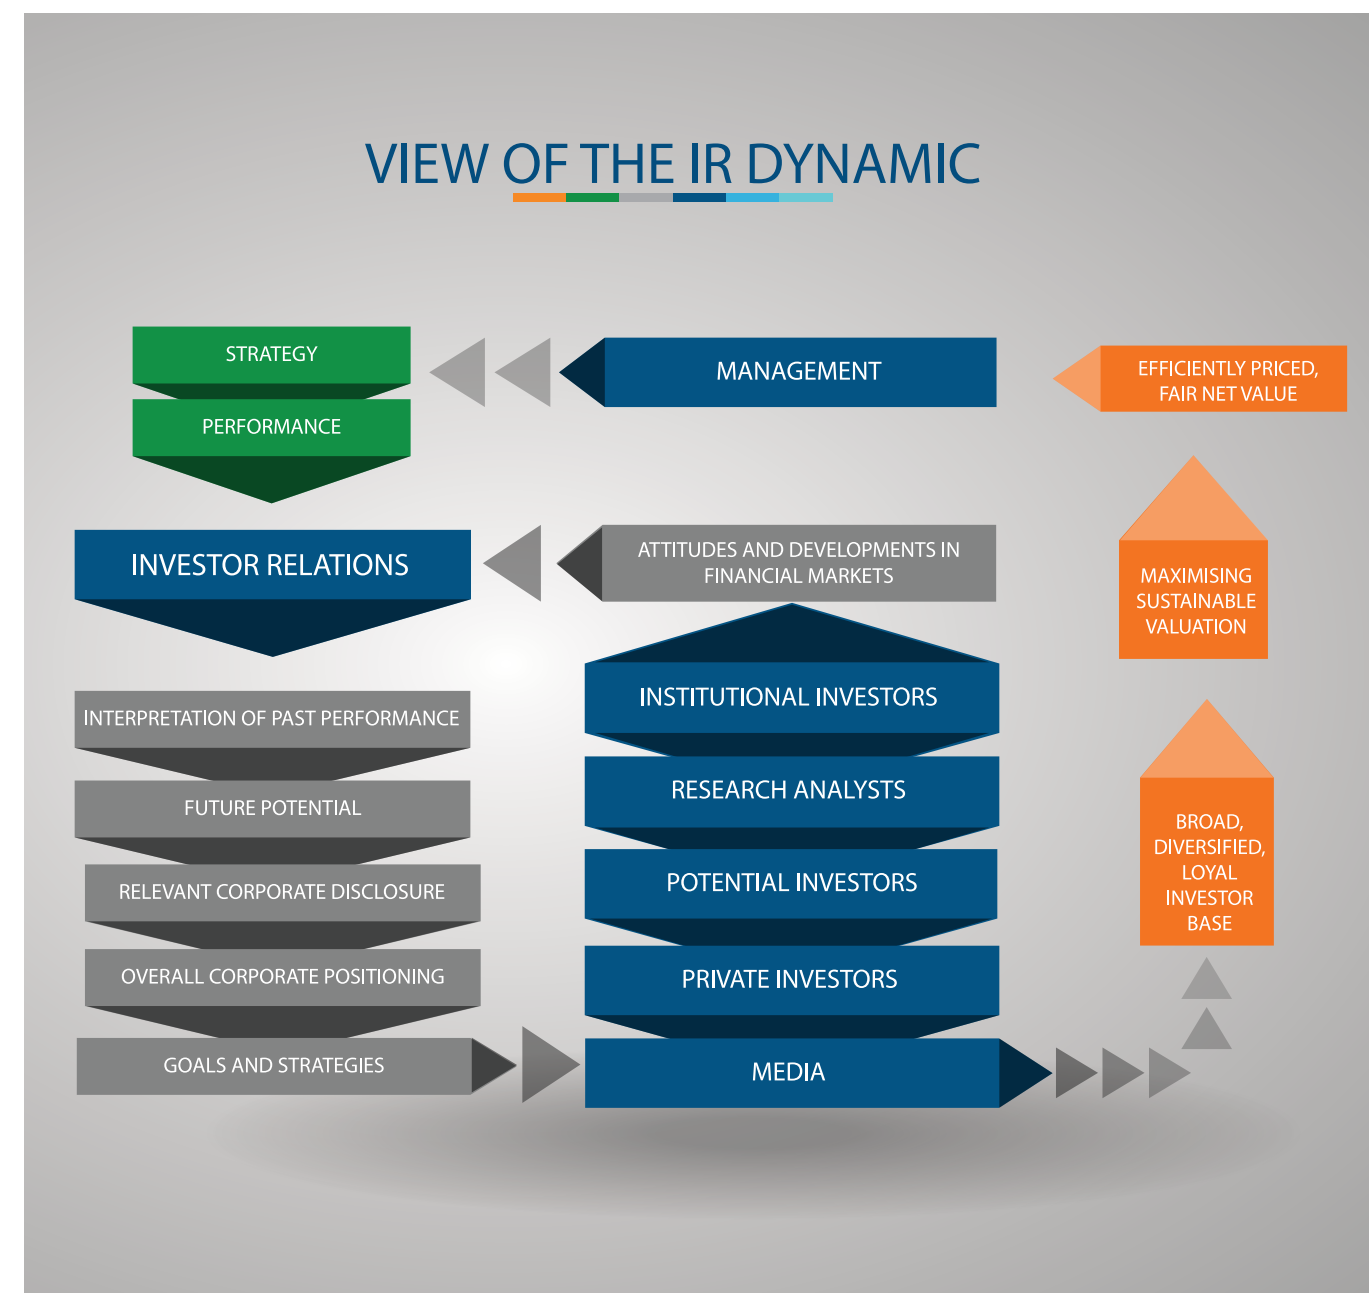 VIEW OF THE IR DYNAMIC
STRATEGY
PERFORMANCE
MANAGEMENT
EFFICIENTLY PRICED,
FAIR NET VALUE
INVESTOR RELATIONS
ATTITUDES AND DEVELOPMENTS IN
FINANCIAL MARKETS
MAXIMISING
SUSTAINABLE
VALUATION
INTERPRETATION OF PAST PERFORMANCE
FUTURE POTENTIAL
RELEVANT CORPORATE DISCLOSURE
OVERALL CORPORATE POSITIONING
GOALS AND STRATEGIES
INSTITUTIONAL INVESTORS
RESEARCH ANALYSTS
POTENTIAL INVESTORS
PRIVATE INVESTORS
MEDIA
BROAD,
DIVERSIFIED,
LOYAL
INVESTOR
BASE